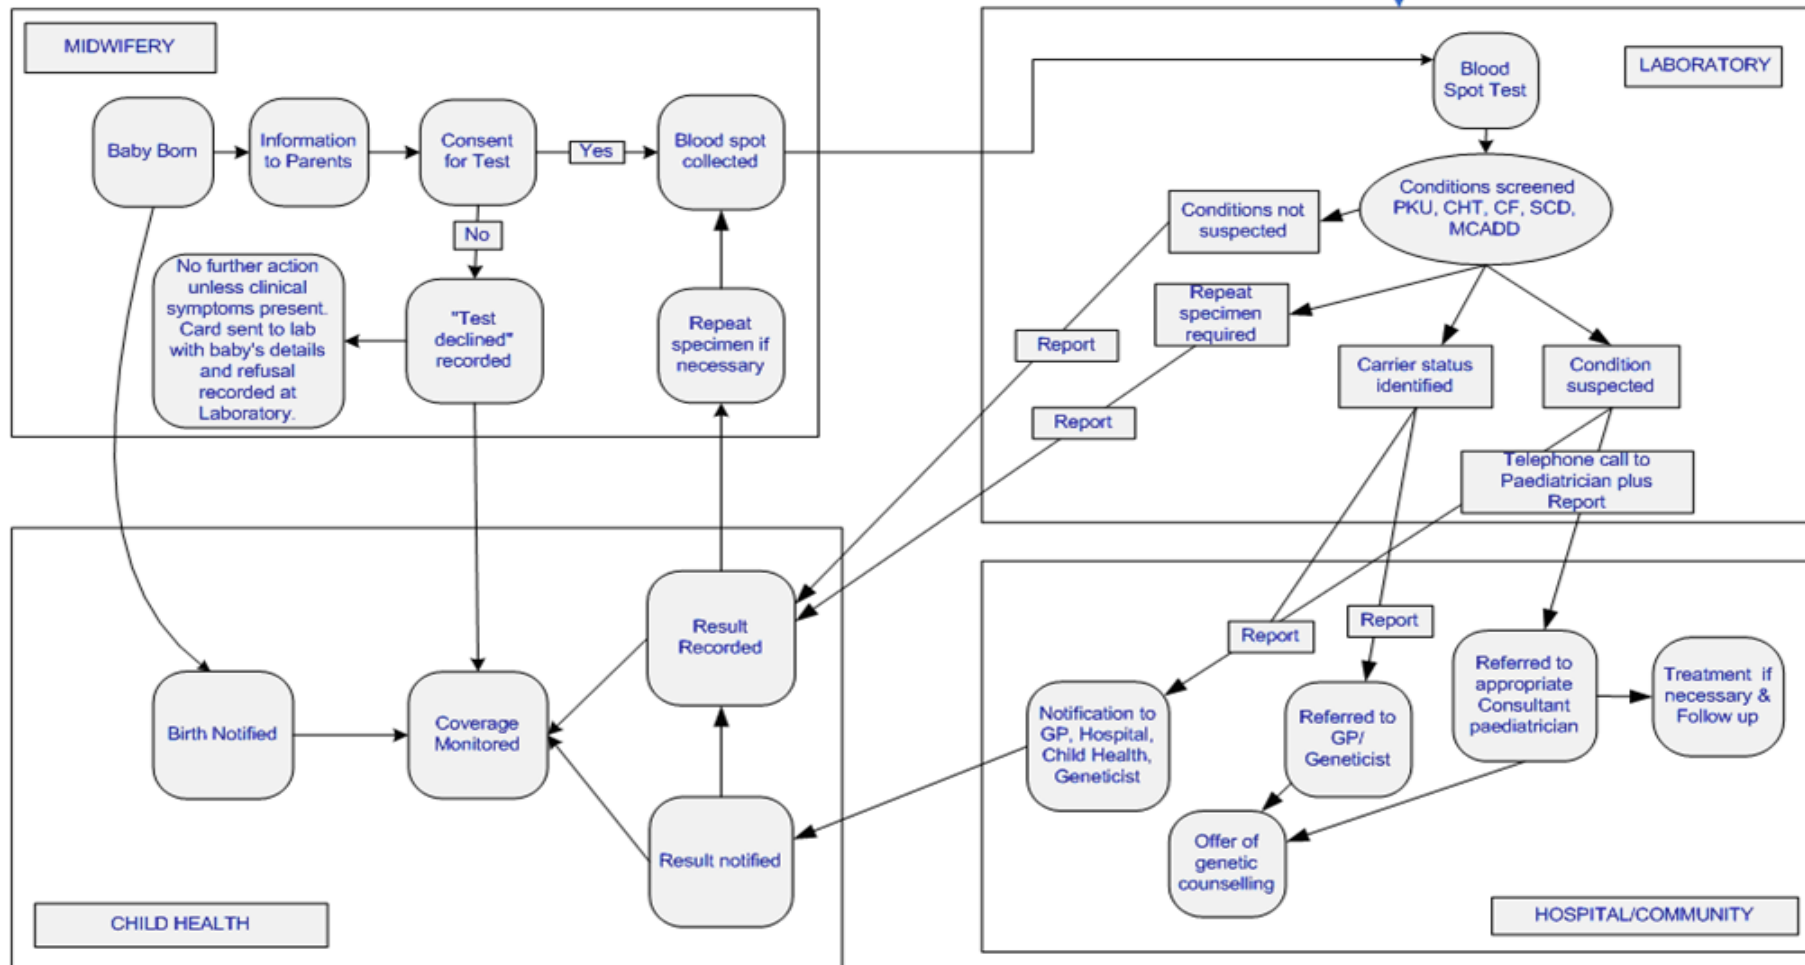 MIDWIFERY
Baby Born
Information
to Parents
Consent
for Test
Yes
Blood spot
collected
No
No further action
unless clinical
symptoms present.
Card sent to lab
with baby's details
and refusal
recorded at
Laboratory.
"Test
declined"
recorded
Repeat
specimen if
necessary
LABORATORY
Blood
Spot Test
Conditions screened
PKU, CHT, CF, SCD,
MCADD
Conditions not
suspected
Repeat
specimen
required
Report
Report
Carrier status
identified
Condition
suspected
Telephone call to
Paediatrician plus
Report
Result
Recorded
Birth Notified
Coverage
Monitored
Result notified
CHILD HEALTH
Report
Report
Notification to
GP, Hospital,
Child Health,
Geneticist
Referred to
GP/
Geneticist
Referred to
appropriate
Consultant
paediatrician
Treatment if
necessary &
Follow up
Offer of
genetic
counselling
HOSPITAL/COMMUNITY